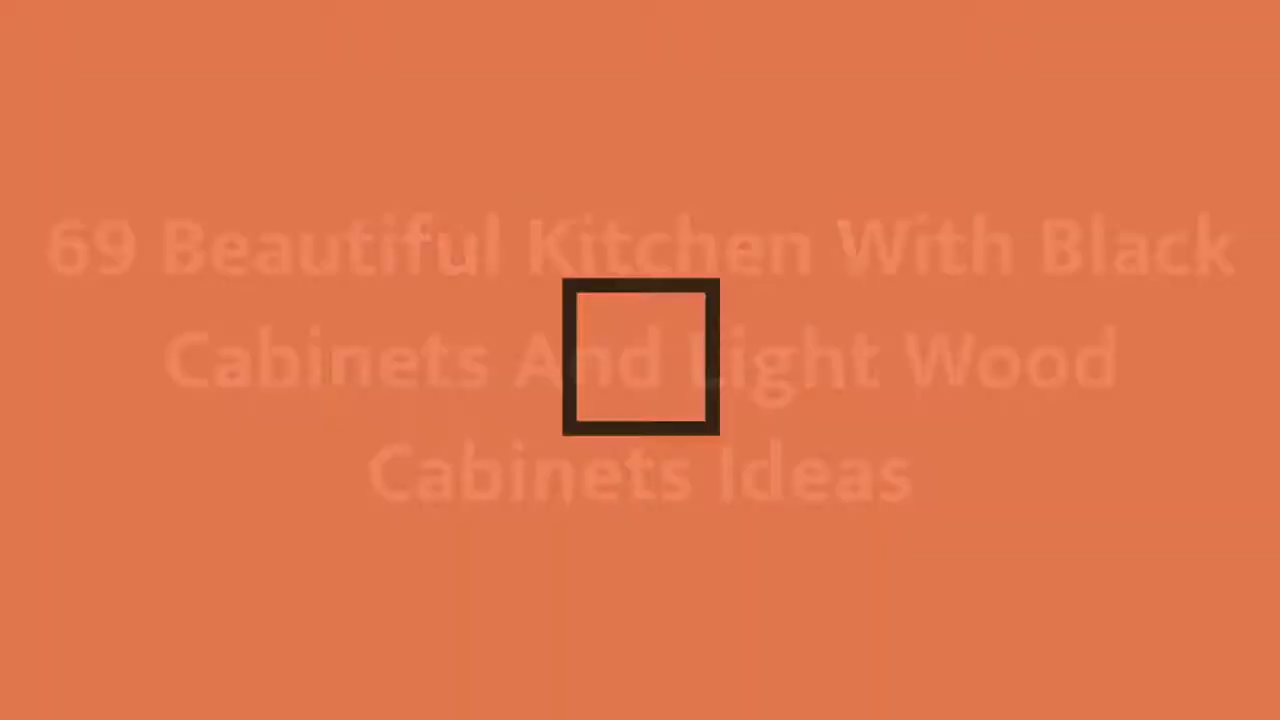 69 Beautiful Kitchen With Black
Cabinets And Light Wood
Cabinets Ideas